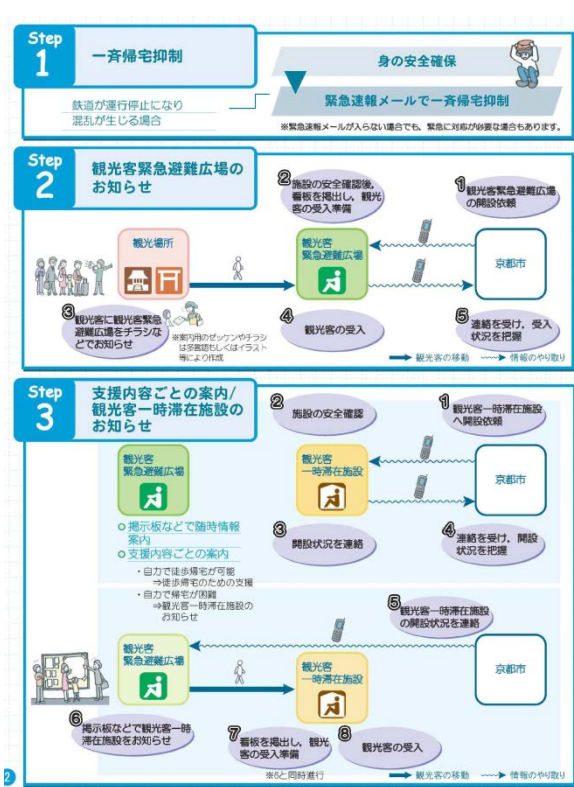 Step
1
一斉帰宅抑制
鉄道が運行停止になり
混乱が生じる場合
身の安全確保
緊急速報メールで一斉帰宅抑制
※緊急速報メールが入らない場合でも、緊急に対応が必要な場合もあります。
Step
2
観光客緊急避難広場の
お知らせ
②施設の安全確認後，
看板を掲出し，観光
客の受入準備
①観光客緊急避難広場
の開設依頼
観光場所
観光客
緊急避難広場
京都市
③観光客に観光客緊急
避難広場をチラシな
どでお知らせ
※案内用のゼッケンやチラシ
は多言語もしくはイラスト
等により作成
④観光客の受入
⑤連絡を受け，受入
状況を把握
観光客の移動
情報のやり取り
Step
3
支援内容ごとの案内/
観光客一時滞在施設の
お知らせ
②施設の安全確認
①観光客一時滞在施設
へ開設依頼
観光客
緊急避難広場
観光客
一時滞在施設
京都市
掲示板などで随時情報
案内
支援内容ごとの案内
・自力で徒歩帰宅が可能
⇒徒歩帰宅のための支援
・自力で帰宅が困難
⇒観光客一時滞在施設の
お知らせ
③開設状況を連絡
④連絡を受け，開設
状況を把握
⑤観光客一時滞在施設
の開設状況を連絡
観光客
緊急避難広場
観光客
一時滞在施設
京都市
⑥掲示板などで観光客一時
滞在施設をお知らせ
⑦看板を掲出し，観光
客の受入準備
⑧観光客の受入
※6と同時進行
観光客の移動
情報のやり取り
2